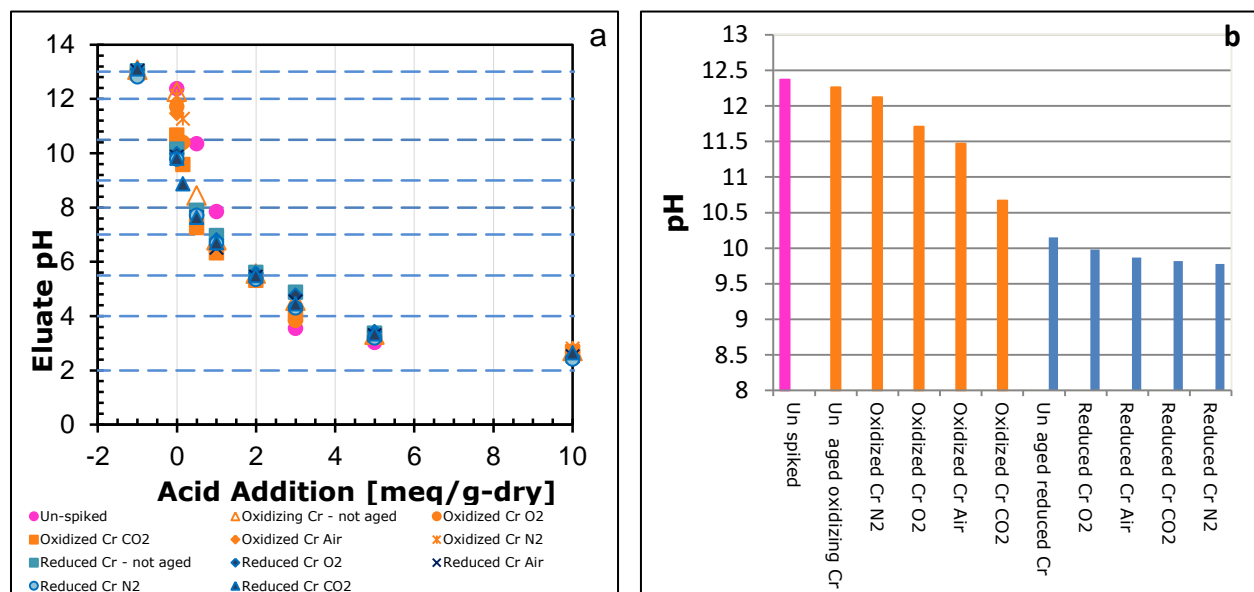 a
14
12
10
8
6
4
2
0
Eluate pH
-2 0 2 4 6 8 10
Acid Addition [meq/g-dry]
Un-spiked Oxidizing Cr - not aged Oxidized Cr O2
Oxidized Cr CO2 Oxidized Cr Air Oxidized Cr N2
Reduced Cr - not aged Reduced Cr O2 Reduced Cr Air
Reduced Cr N2 Reduced Cr CO2
b
13
12.5
12
11.5
11
10.5
10
9.5
9
8.5
8
pH
Un spiked
Un aged oxidizing Cr
Oxidized Cr N2
Oxidized Cr O2
Oxidized Cr Air
Oxidized Cr CO2
Un aged reduced Cr
Reduced Cr O2
Reduced Cr Air
Reduced Cr CO2
Reduced Cr N2